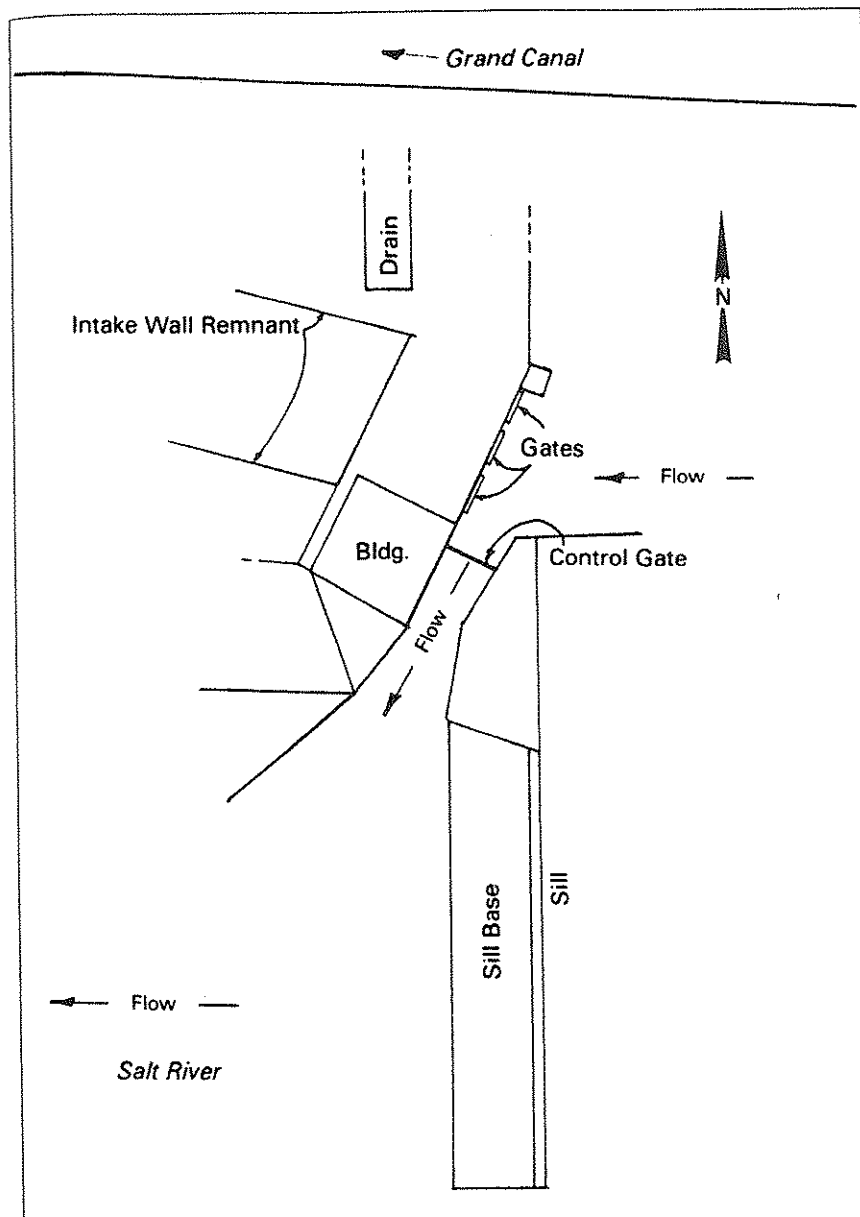 Grand Canal
Drain
N
Intake Wall Remnant
Gates
Flow
Bldg.
Control Gate
Flow
Sill Base
Sill
Flow
Salt River